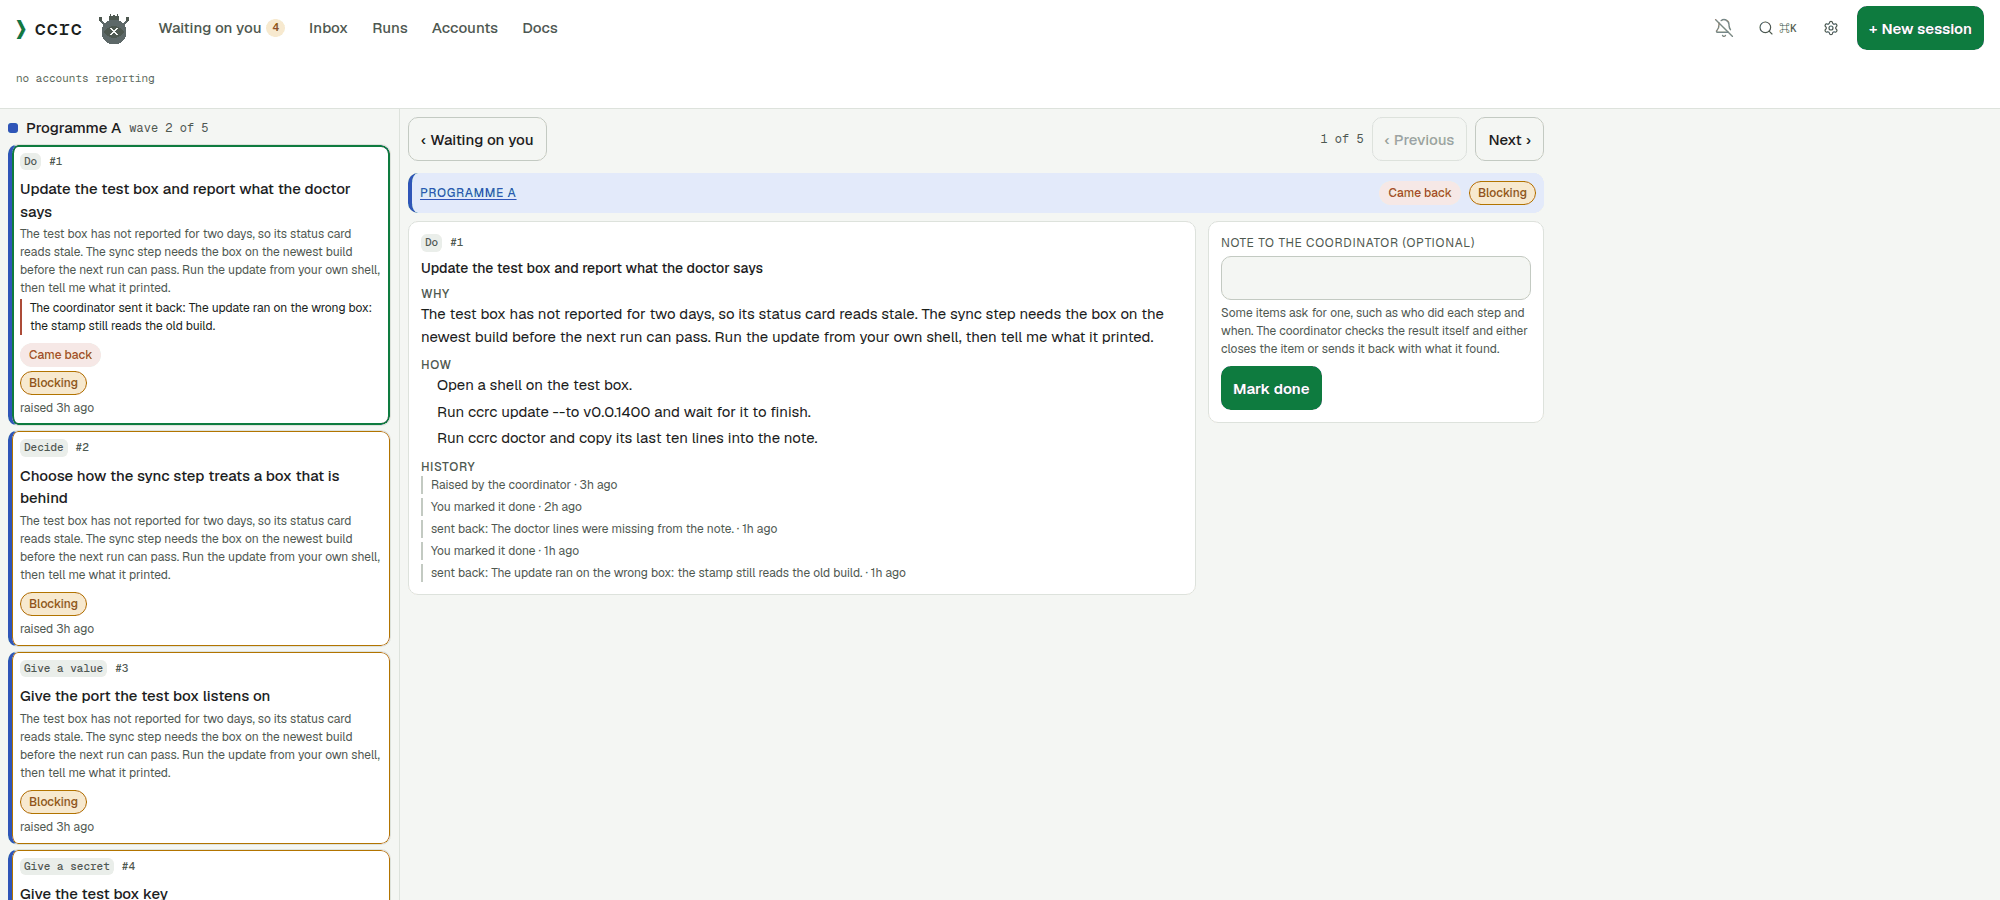 ccrc
Waiting on you 4
Inbox
Runs
Accounts
Docs
⌘K
+ New session
no accounts reporting
Programme A wave 2 of 5
Do #1
Update the test box and report what the doctor
says
The test box has not reported for two days, so its status card
reads stale. The sync step needs the box on the newest build
before the next run can pass. Run the update from your own shell,
then tell me what it printed.
The coordinator sent it back: The update ran on the wrong box:
the stamp still reads the old build.
Came back
Blocking
raised 3h ago
Decide #2
Choose how the sync step treats a box that is
behind
The test box has not reported for two days, so its status card
reads stale. The sync step needs the box on the newest build
before the next run can pass. Run the update from your own shell,
then tell me what it printed.
Blocking
raised 3h ago
Give a value #3
Give the port the test box listens on
The test box has not reported for two days, so its status card
reads stale. The sync step needs the box on the newest build
before the next run can pass. Run the update from your own shell,
then tell me what it printed.
Blocking
raised 3h ago
Give a secret #4
Give the test box key
‹ Waiting on you
1 of 5
‹ Previous
Next ›
PROGRAMME A
Came back
Blocking
Do #1
Update the test box and report what the doctor says
WHY
The test box has not reported for two days, so its status card reads stale. The sync step needs the box on the
newest build before the next run can pass. Run the update from your own shell, then tell me what it printed.
HOW
Open a shell on the test box.
Run ccrc update --to v0.0.1400 and wait for it to finish.
Run ccrc doctor and copy its last ten lines into the note.
HISTORY
Raised by the coordinator · 3h ago
You marked it done · 2h ago
sent back: The doctor lines were missing from the note. · 1h ago
You marked it done · 1h ago
sent back: The update ran on the wrong box: the stamp still reads the old build. · 1h ago
NOTE TO THE COORDINATOR (OPTIONAL)
Some items ask for one, such as who did each step and
when. The coordinator checks the result itself and either
closes the item or sends it back with what it found.
Mark done